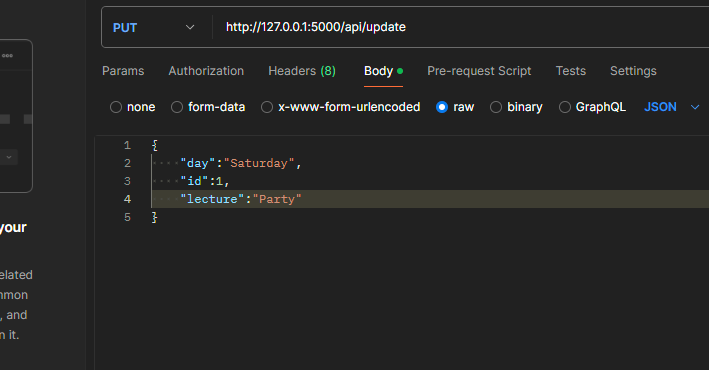 PUT http://127.0.0.1:5000/api/update
Params Authorization Headers (8) Body Pre-request Script Tests Settings
none form-data x-www-form-urlencoded raw binary GraphQL JSON
1 {
2 "day":"Saturday",
3 "id":1,
4 "lecture":"Party"
5 }
your
elated
mmon
, and
n it.